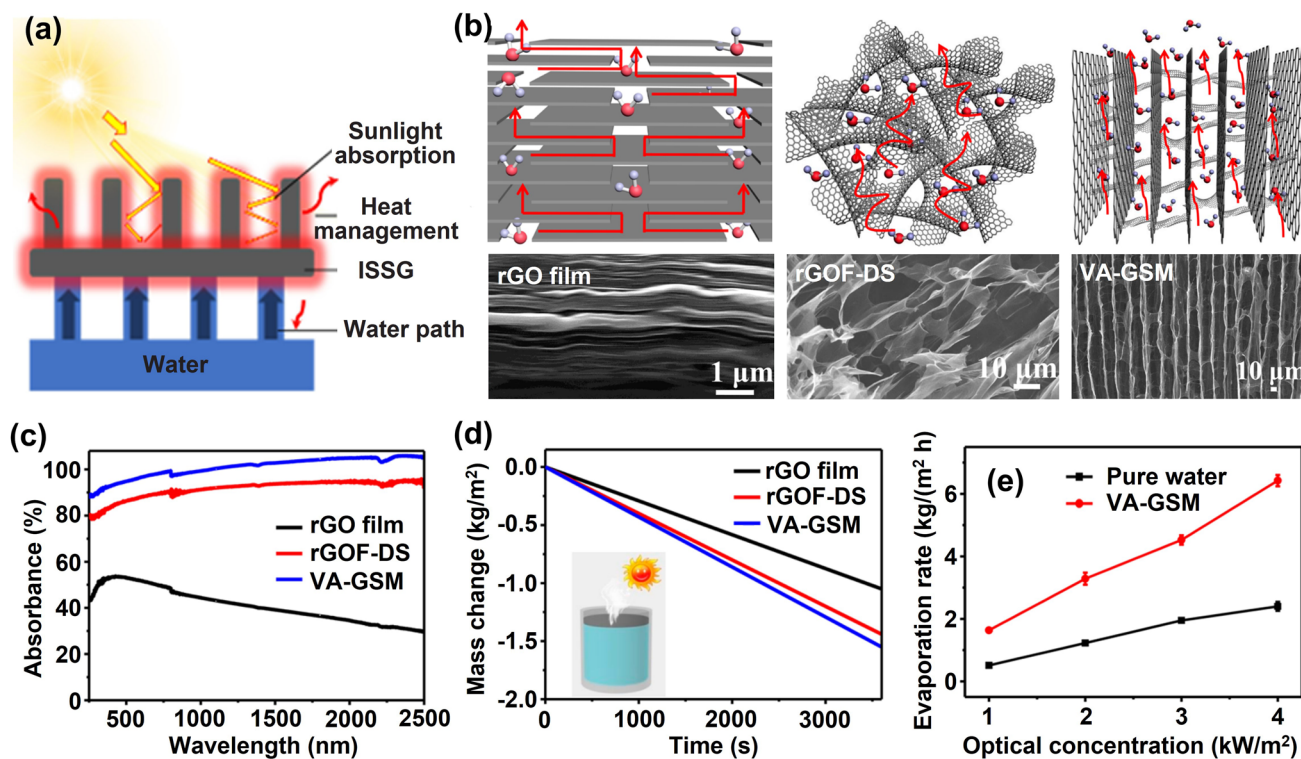 (a)
Sunlight
absorption
Heat
management
ISSG
Water path
Water
(b)
rGO film
1 μm
rGOF-DS
10 μm
VA-GSM
10 μm
(c)
Absorbance (%)
100
80
60
40
20
0
rGO film
rGOF-DS
VA-GSM
500
1000
1500
2000
2500
Wavelength (nm)
(d)
Mass change (kg/m²)
0.0
-0.5
-1.0
-1.5
-2.0
rGO film
rGOF-DS
VA-GSM
0
1000
2000
3000
Time (s)
(e)
Evaporation rate (kg/(m² h)
6
4
2
0
Pure water
VA-GSM
1
2
3
4
Optical concentration (kW/m²)